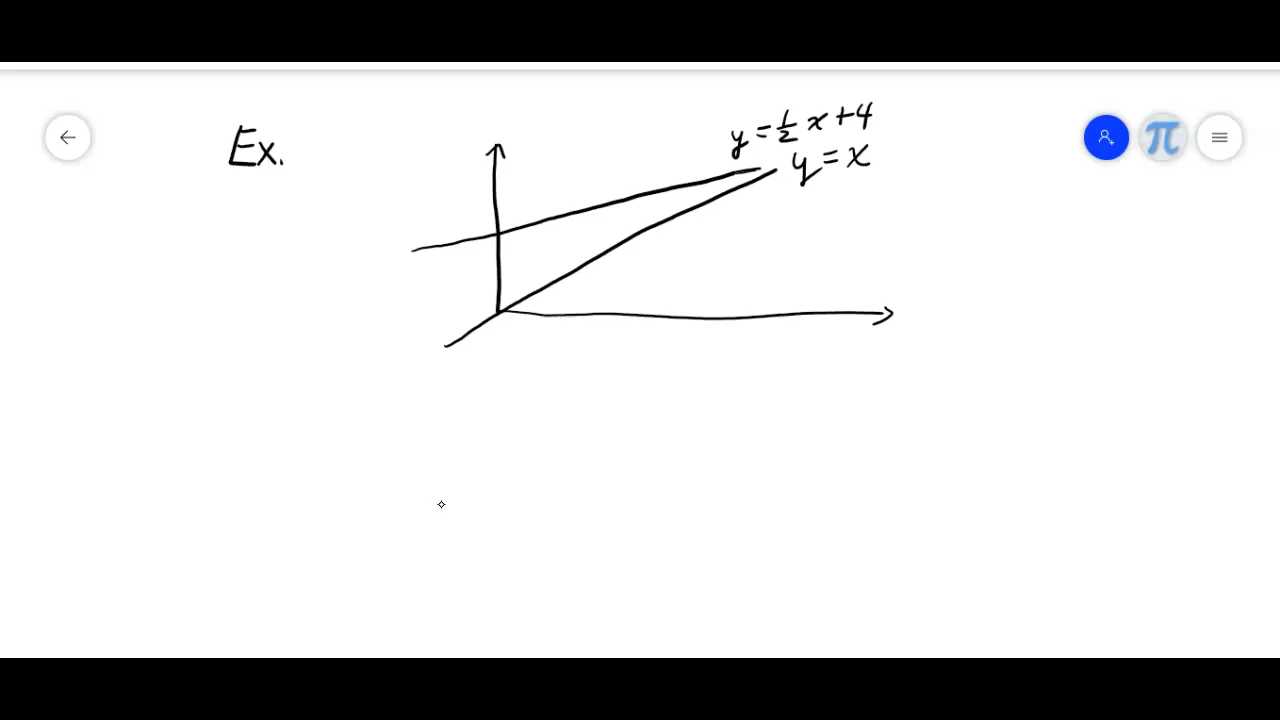 Ex.
y = 1/2 x + 4
y = x
π